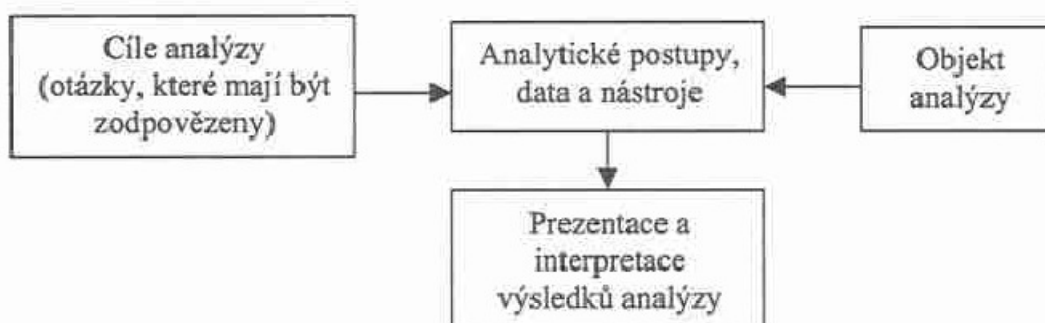 Cíle analýzy
(otázky, které mají být
zodpovězeny)
Analytické postupy,
data a nástroje
Objekt
analýzy
Prezentace a
interpretace
výsledků analýzy